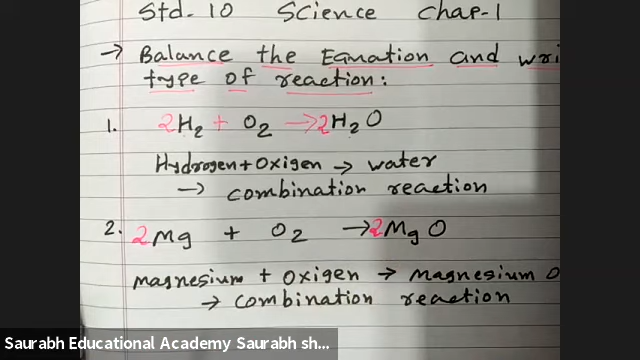 Std. 10 Science Chap-1
→ Balance the Equation and wri
type of reaction:
1. 2H₂ + O₂ → 2H₂O
Hydrogen + Oxigen → water
→ combination reaction
2. 2Mg + O₂ → 2MgO
magnesium + Oxigen → magnesium O
→ combination reaction
Saurabh Educational Academy Saurabh sh...